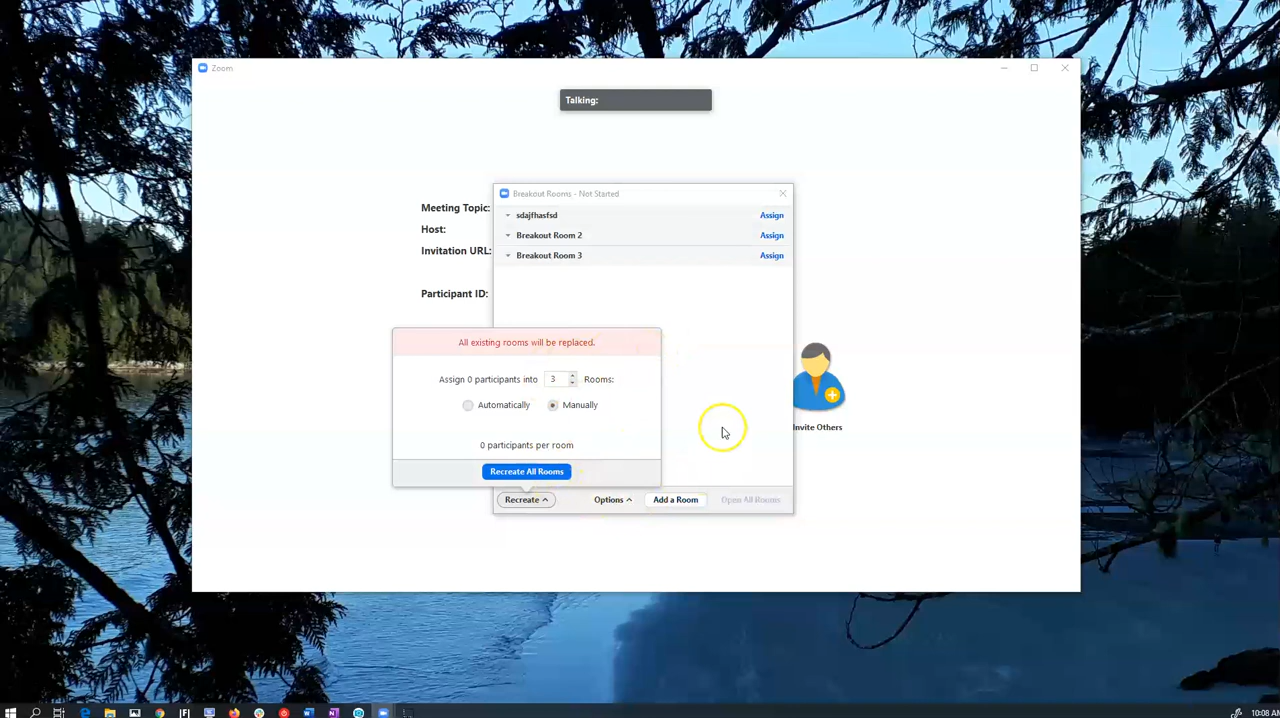 Zoom
Talking:
Breakout Rooms - Not Started
Meeting Topic:
sdajfhasfsd Assign
Host:
Breakout Room 2 Assign
Invitation URL:
Breakout Room 3 Assign
Participant ID:
All existing rooms will be replaced.
Assign 0 participants into 3 Rooms:
Automatically Manually
0 participants per room
Invite Others
Recreate All Rooms
Recreate Options Add a Room Open All Rooms
10:08 AM